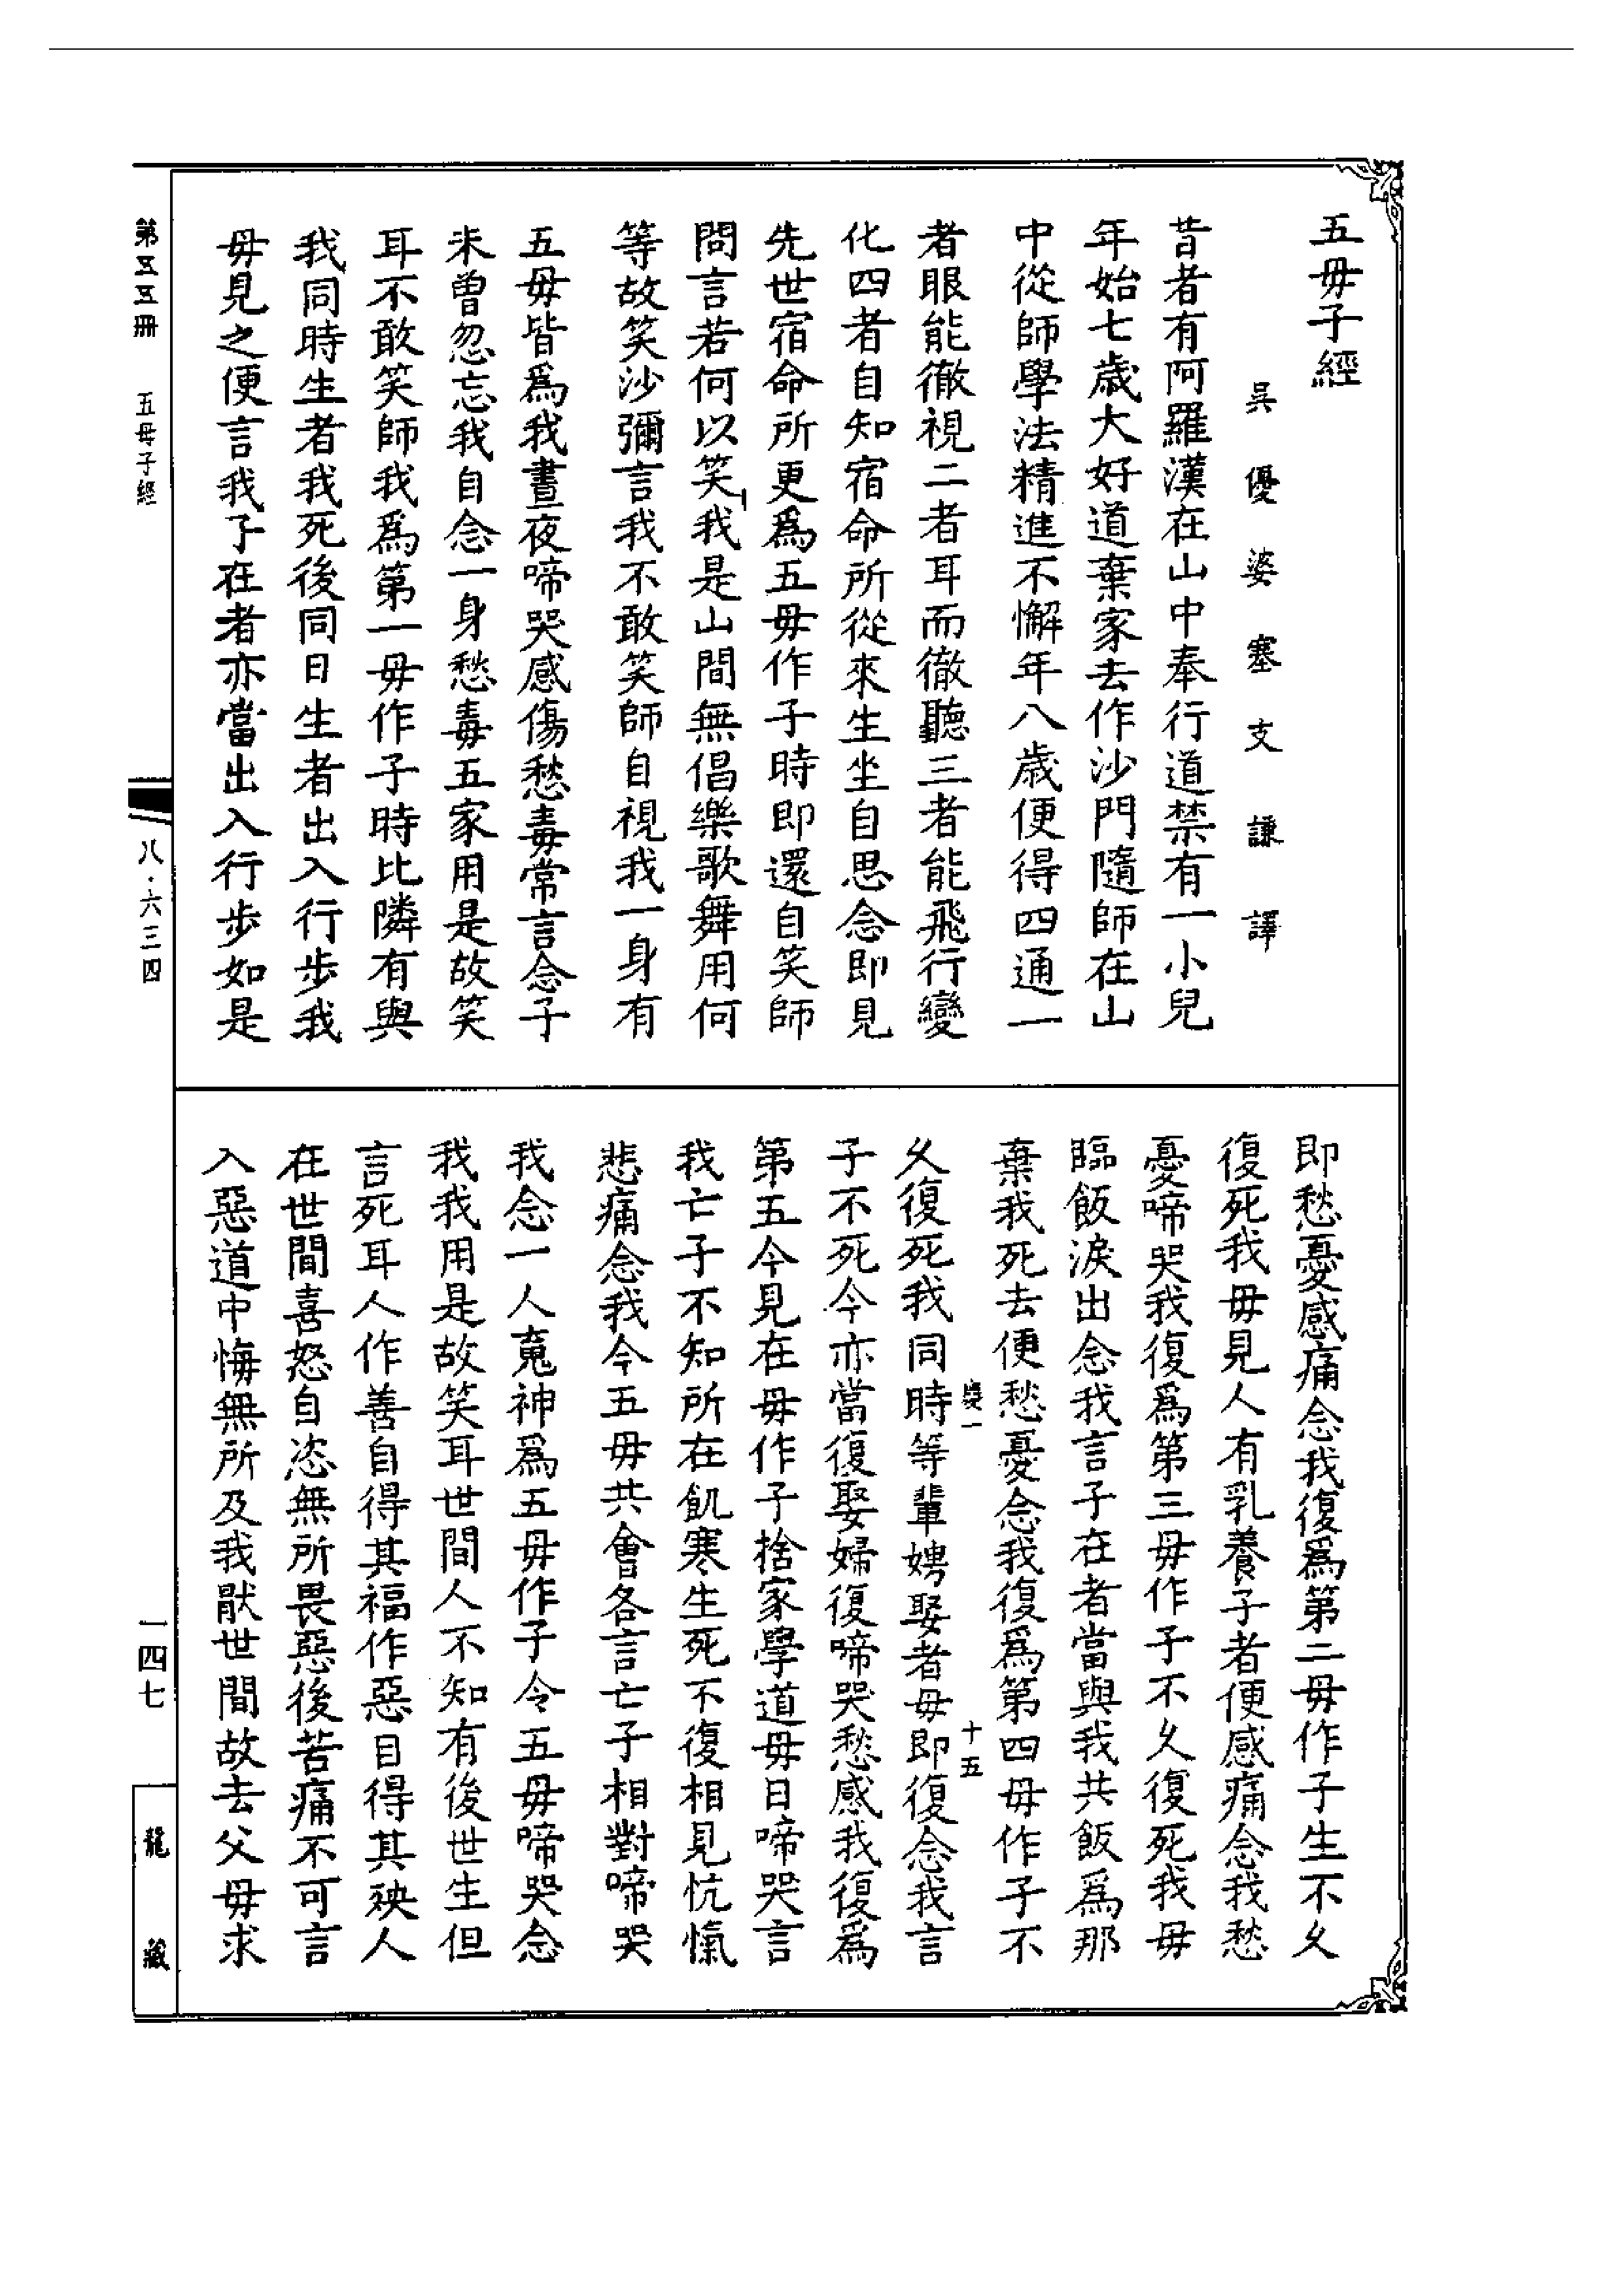 五毋子經
吳優婆塞支謙譯
昔者有阿羅漢在山中奉行道禁有一小兒
年始七歲大好道棄家去作沙門隨師在山
中從師學法精進不懈年八歲便得四通一
者眼能徹視二者耳而徹聽三者能飛行變
化四者自知宿命所從來生坐自思念即見
先世宿命所更爲五毋作子時即還自笑師
問言若何以笑我是山間無倡樂歌舞用何
等故笑沙彌言我不敢笑師自視我一身有
五毋皆爲我晝夜啼哭感傷愁毒常言念子
未曾忽忘我自念一身愁毒五家用是故笑
耳不敢笑師我爲第一毋作子時比隣有與
我同時生者我死後同日生者出入行步我
毋見之便言我子在者亦當出入行步如是
即愁憂感痛念我復爲第二毋作子生不久
復死我毋見人有乳養子者便感痛念我愁
憂啼哭我復爲第三毋作子不久復死我毋
臨飯淚出念我言子在者當與我共飯爲那
棄我死去便愁憂念我復爲第四毋作子不
久復死我同時等輩娉娶者毋即復念我言
子不死今亦當復娶婦復啼哭愁感我復爲
第五今見在毋作子捨家學道毋日啼哭言
我亡子不知所在飢寒生死不復相見忼愾
悲痛念我今五毋共會各言亡子相對啼哭
我念一人䰟神爲五毋作子令五毋啼哭念
我我用是故笑耳世間人不知有後世生但
言死耳人作善自得其福作惡自得其殃人
在世間喜怒自恣無所畏惡後苦痛不可言
入惡道中悔無所及我厭世間故去父毋求
十五
第五五冊
五母子經
八·六三四
一四七
龍藏